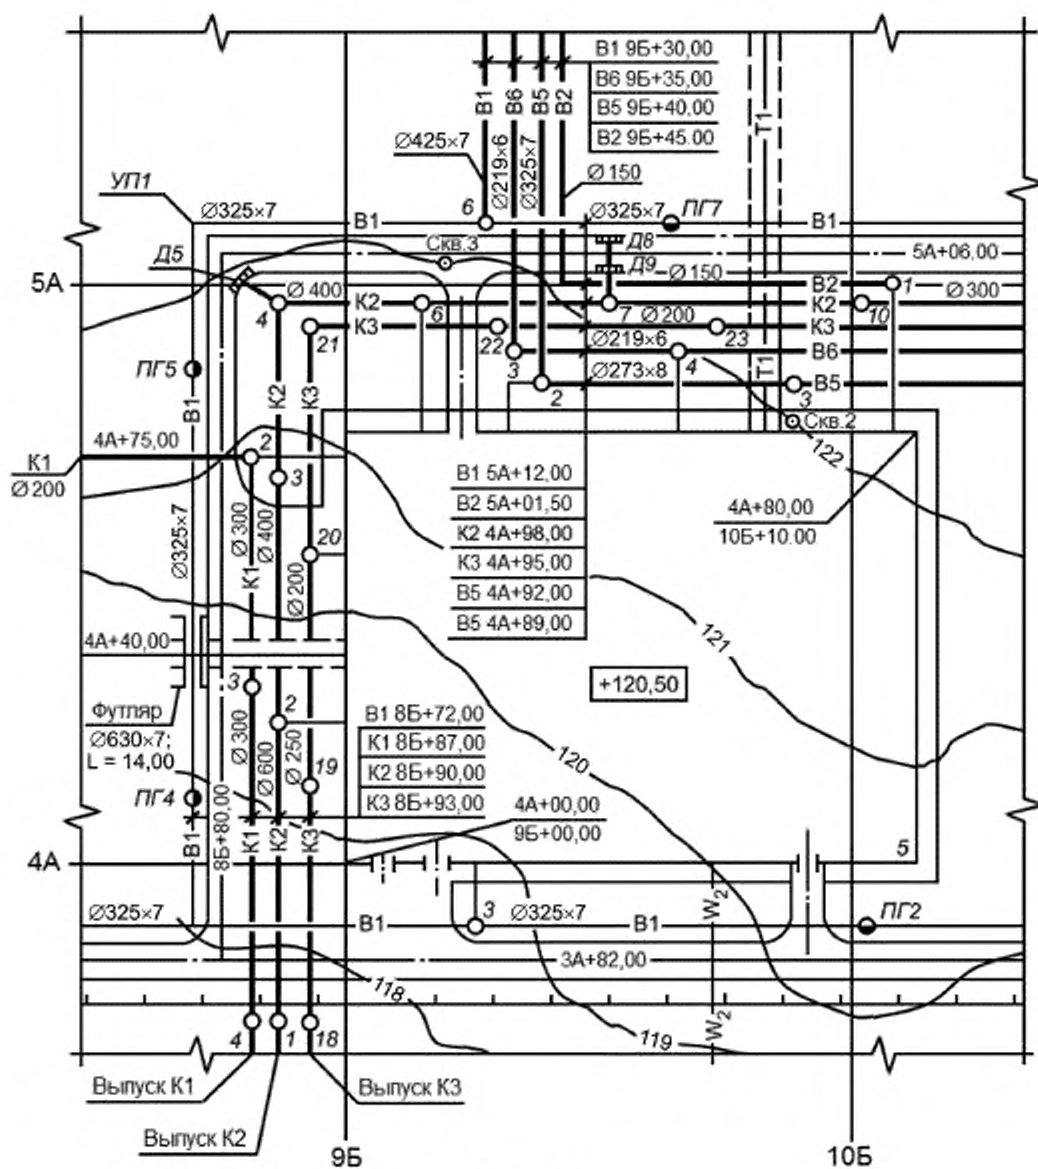 В1 9Б+30,00
В6 9Б+35,00
В5 9Б+40,00
В2 9Б+45.00
В1
В6
В5
В2
Т1
Ø425×7
Ø219×6
Ø325×7
Ø 150
УП1
Ø325×7
В1
6
Ø325×7
ПГ7
В1
Скв.3
Д8
5А+06,00
Д5
Д9
Ø 150
5А
Ø 400
В2
1
Ø 300
4
К2
6
7
Ø 200
К2
10
21
К3
22
23
К3
Ø219×6
3
4
В6
ПГ5
Ø273×8
Т1
2
3
В5
В1
К2
К3
Скв.2
4А+75,00
2
122
К1
Ø 200
3
В1 5А+12,00
В2 5А+01,50
К2 4А+98,00
К3 4А+95,00
В5 4А+92,00
В5 4А+89,00
4А+80,00
10Б+10.00
Ø325×7
Ø 300
Ø 400
20
К1
Ø 200
121
4А+40,00
+120,50
3
Футляр
Ø630×7;
L = 14,00
2
Ø 300
Ø 600
Ø 250
В1 8Б+72,00
К1 8Б+87,00
К2 8Б+90,00
К3 8Б+93,00
19
120
ПГ4
4А+00,00
9Б+00,00
В1
8Б+80,00
К1
К2
К3
4А
5
Ø325×7
В1
3
Ø325×7
В1
W2
ПГ2
3А+82,00
118
4
1
18
119
W2
Выпуск К1
Выпуск К3
Выпуск К2
9Б
10Б